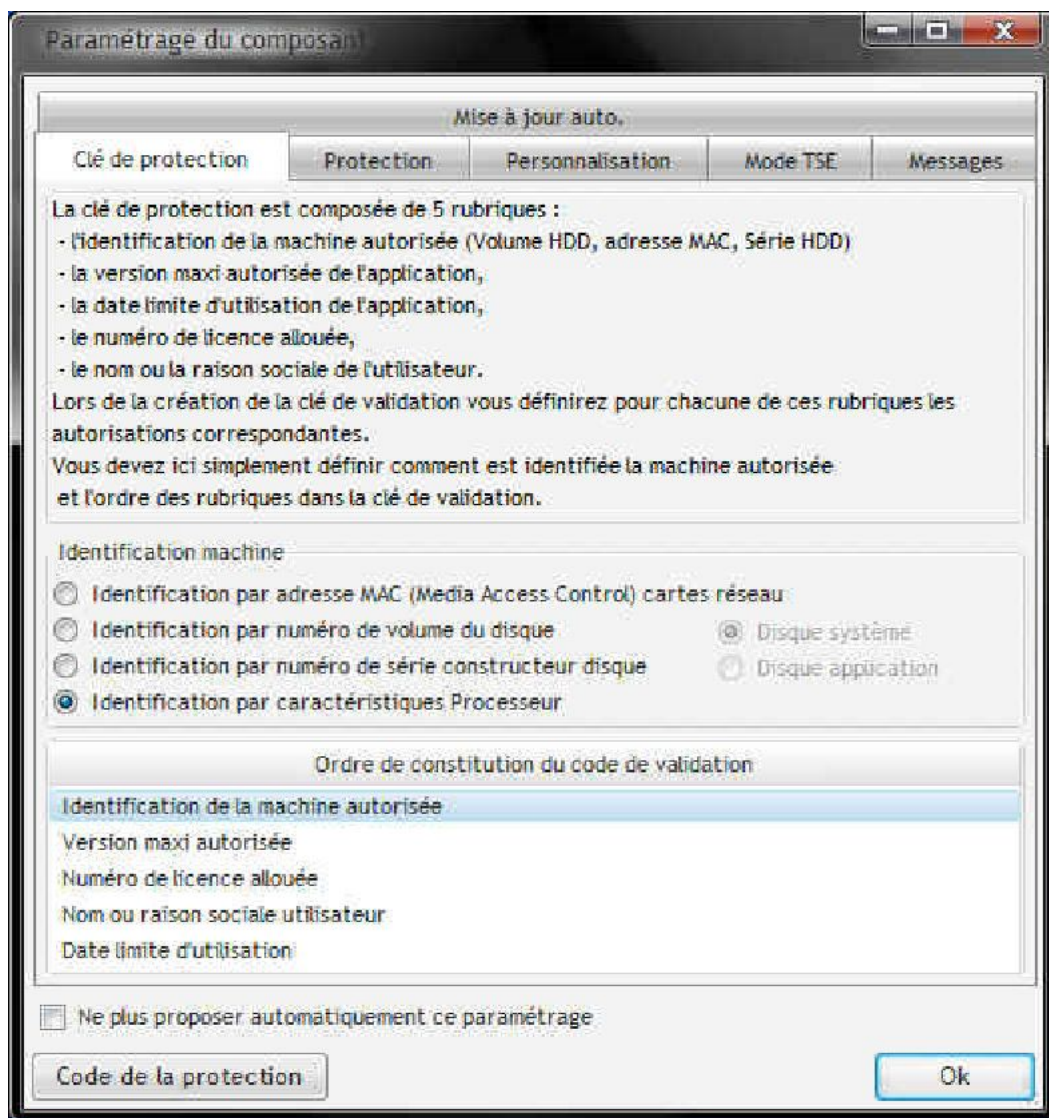 Paramétrage du composant
Mise à jour auto.
Clé de protection Protection Personnalisation Mode TSE Messages
La clé de protection est composée de 5 rubriques :
- l'identification de la machine autorisée (Volume HDD, adresse MAC, Série HDD)
- la version maxi autorisée de l'application,
- la date limite d'utilisation de l'application,
- le numéro de licence allouée,
- le nom ou la raison sociale de l'utilisateur.
Lors de la création de la clé de validation vous définirez pour chacune de ces rubriques les
autorisations correspondantes.
Vous devez ici simplement définir comment est identifiée la machine autorisée
et l'ordre des rubriques dans la clé de validation.
Identification machine
Identification par adresse MAC (Media Access Control) cartes réseau
Identification par numéro de volume du disque Disque système
Identification par numéro de série constructeur disque Disque application
Identification par caractéristiques Processeur
Ordre de constitution du code de validation
Identification de la machine autorisée
Version maxi autorisée
Numéro de licence allouée
Nom ou raison sociale utilisateur
Date limite d'utilisation
Ne plus proposer automatiquement ce paramétrage
Code de la protection Ok